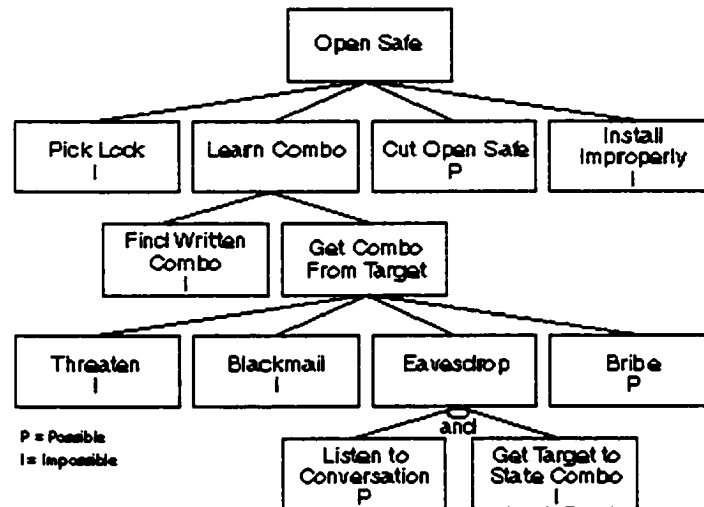 Open Safe
Pick Lock
I
Learn Combo
Cut Open Safe
P
Install
Improperly
I
Find Written
Combo
I
Get Combo
From Target
Threaten
I
Blackmail
I
Eavesdrop
Bribe
P
and
P = Possible
I = Impossible
Listen to
Conversation
P
Get Target to
State Combo
I